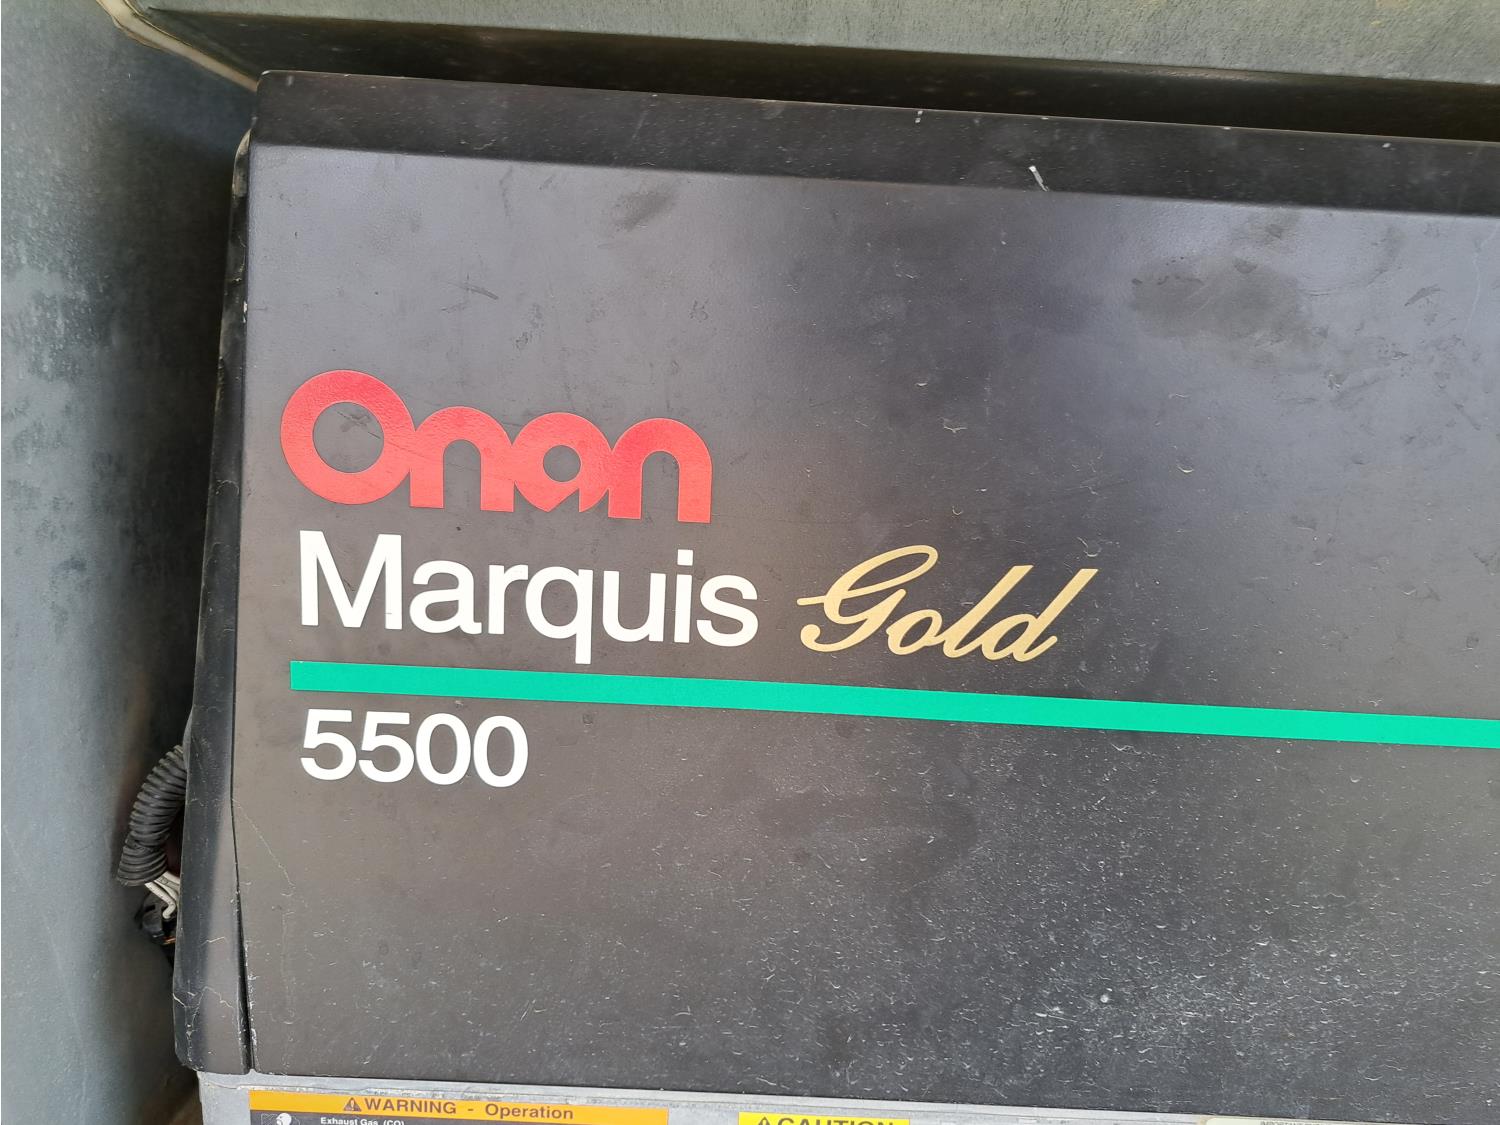 Onan
Marquis Gold
5500
WARNING - Operation
Exhaust Gas (CO)
CAUTION